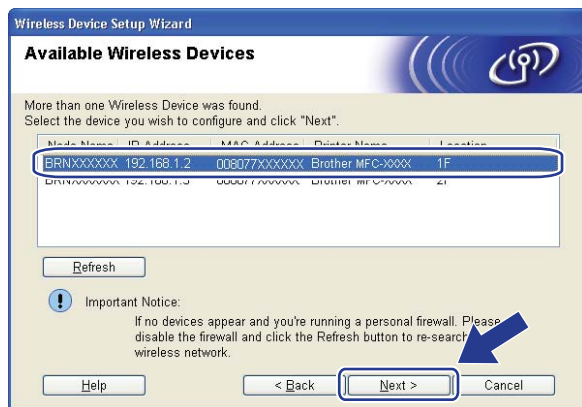 Wireless Device Setup Wizard
Available Wireless Devices
More than one Wireless Device was found.
Select the device you wish to configure and click "Next".
Node Name IP Address MAC Address Printer Name Location
BRNXXXXXX 192.168.1.2 008077XXXXXX Brother MFC-XXXX 1F
BRNXXXXXX 192.168.1.3 008077XXXXXX Brother MFC-XXXX 2F
Refresh
Important Notice:
If no devices appear and you're running a personal firewall. Please
disable the firewall and click the Refresh button to re-search
wireless network.
Help
< Back
Next >
Cancel